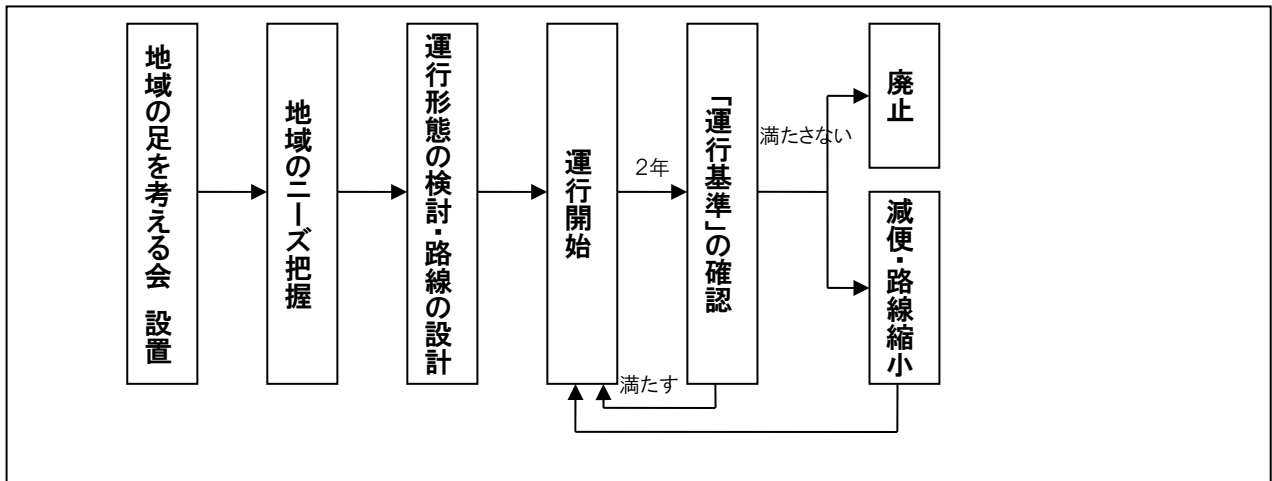 地域の足を考える会 設置
地域のニーズ把握
運行形態の検討・路線の設計
運行開始
2年
「運行基準」の確認
満たさない
廃止
減便・路線縮小
満たす